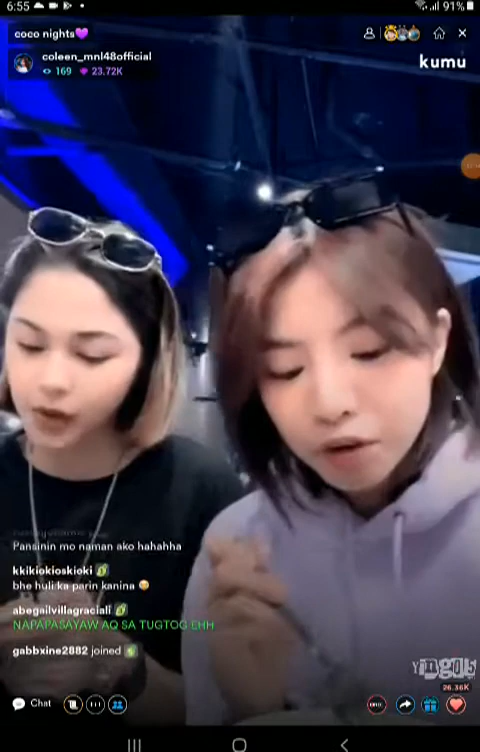 6:55
91%
coco nights💜
coleen_mnl48official
169 23.72K
kumu
Pansinin mo naman ako hahahha
kkikiokioskioki
bhe huli ka parin kanina
abegailvillagraciali
NAPAPASAYAW AQ SA TUGTOG EHH
gabbxine2882 joined
26.36K
Chat